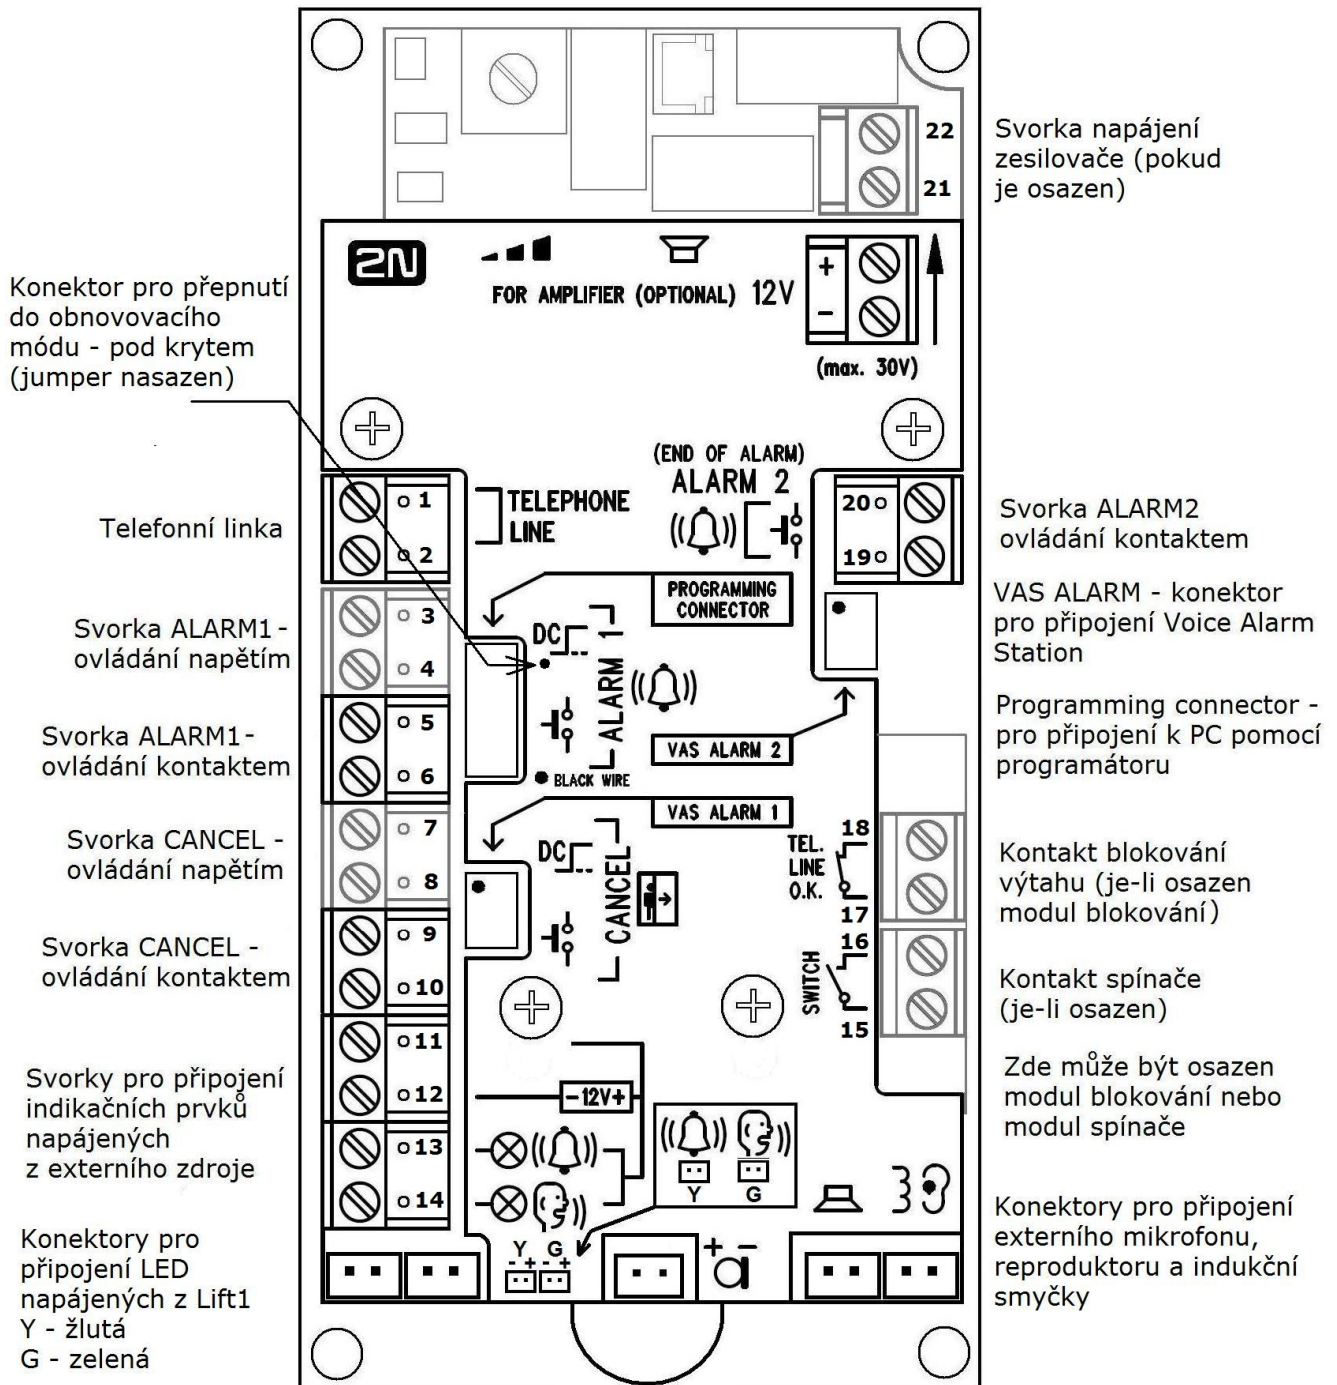 22
21
Svorka napájení
zesilovače (pokud
je osazen)
2N
FOR AMPLIFIER (OPTIONAL) 12V
+
-
(max. 30V)
Konektor pro přepnutí
do obnovovacího
módu - pod krytem
(jumper nasazen)
(END OF ALARM)
ALARM 2
1
2
TELEPHONE
LINE
20
19
Telefonní linka
Svorka ALARM2
ovládání kontaktem
PROGRAMMING
CONNECTOR
VAS ALARM - konektor
pro připojení Voice Alarm
Station
Svorka ALARM1 -
ovládání napětím
3
4
DC
ALARM 1
Svorka ALARM1-
ovládání kontaktem
5
6
VAS ALARM 2
BLACK WIRE
Programming connector -
pro připojení k PC pomocí
programátoru
VAS ALARM 1
Svorka CANCEL -
ovládání napětím
7
8
DC
CANCEL
TEL.
LINE
O.K.
18
17
Kontakt blokování
výtahu (je-li osazen
modul blokování)
Svorka CANCEL -
ovládání kontaktem
9
10
SWITCH
16
15
Kontakt spínače
(je-li osazen)
11
12
13
14
Svorky pro připojení
indikačních prvků
napájených
z externího zdroje
-12V+
Y
G
Zde může být osazen
modul blokování nebo
modul spínače
Konektory pro
připojení LED
napájených z Lift1
Y - žlutá
G - zelená
Y G
- + - +
+ -
Konektory pro připojení
externího mikrofonu,
reproduktoru a indukční
smyčky